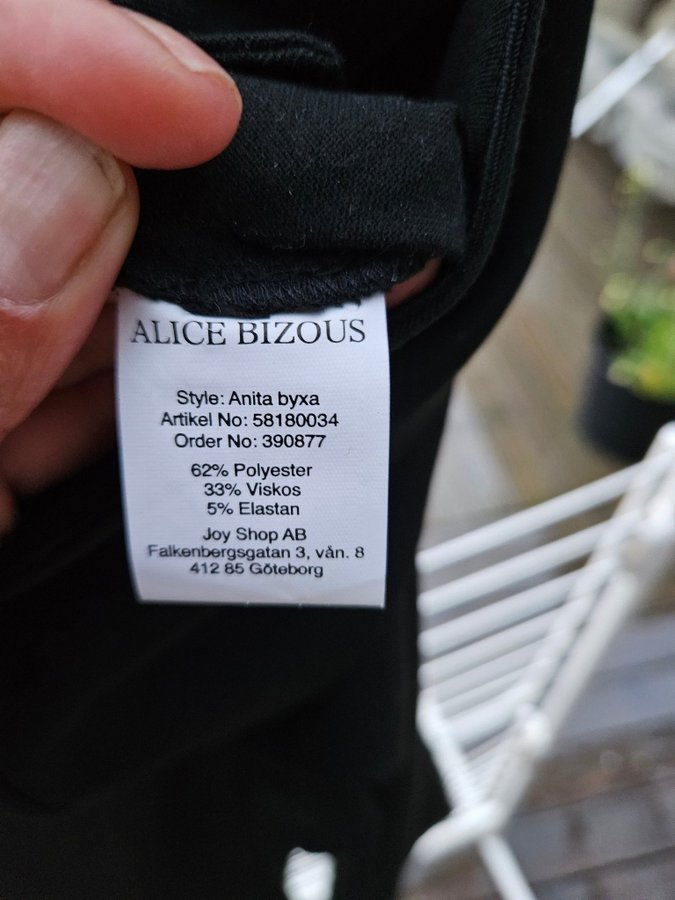 ALICE BIZOUS
Style: Anita byxa
Artikel No: 58180034
Order No: 390877
62% Polyester
33% Viskos
5% Elastan
Joy Shop AB
Falkenbergsgatan 3, vån. 8
412 85 Göteborg